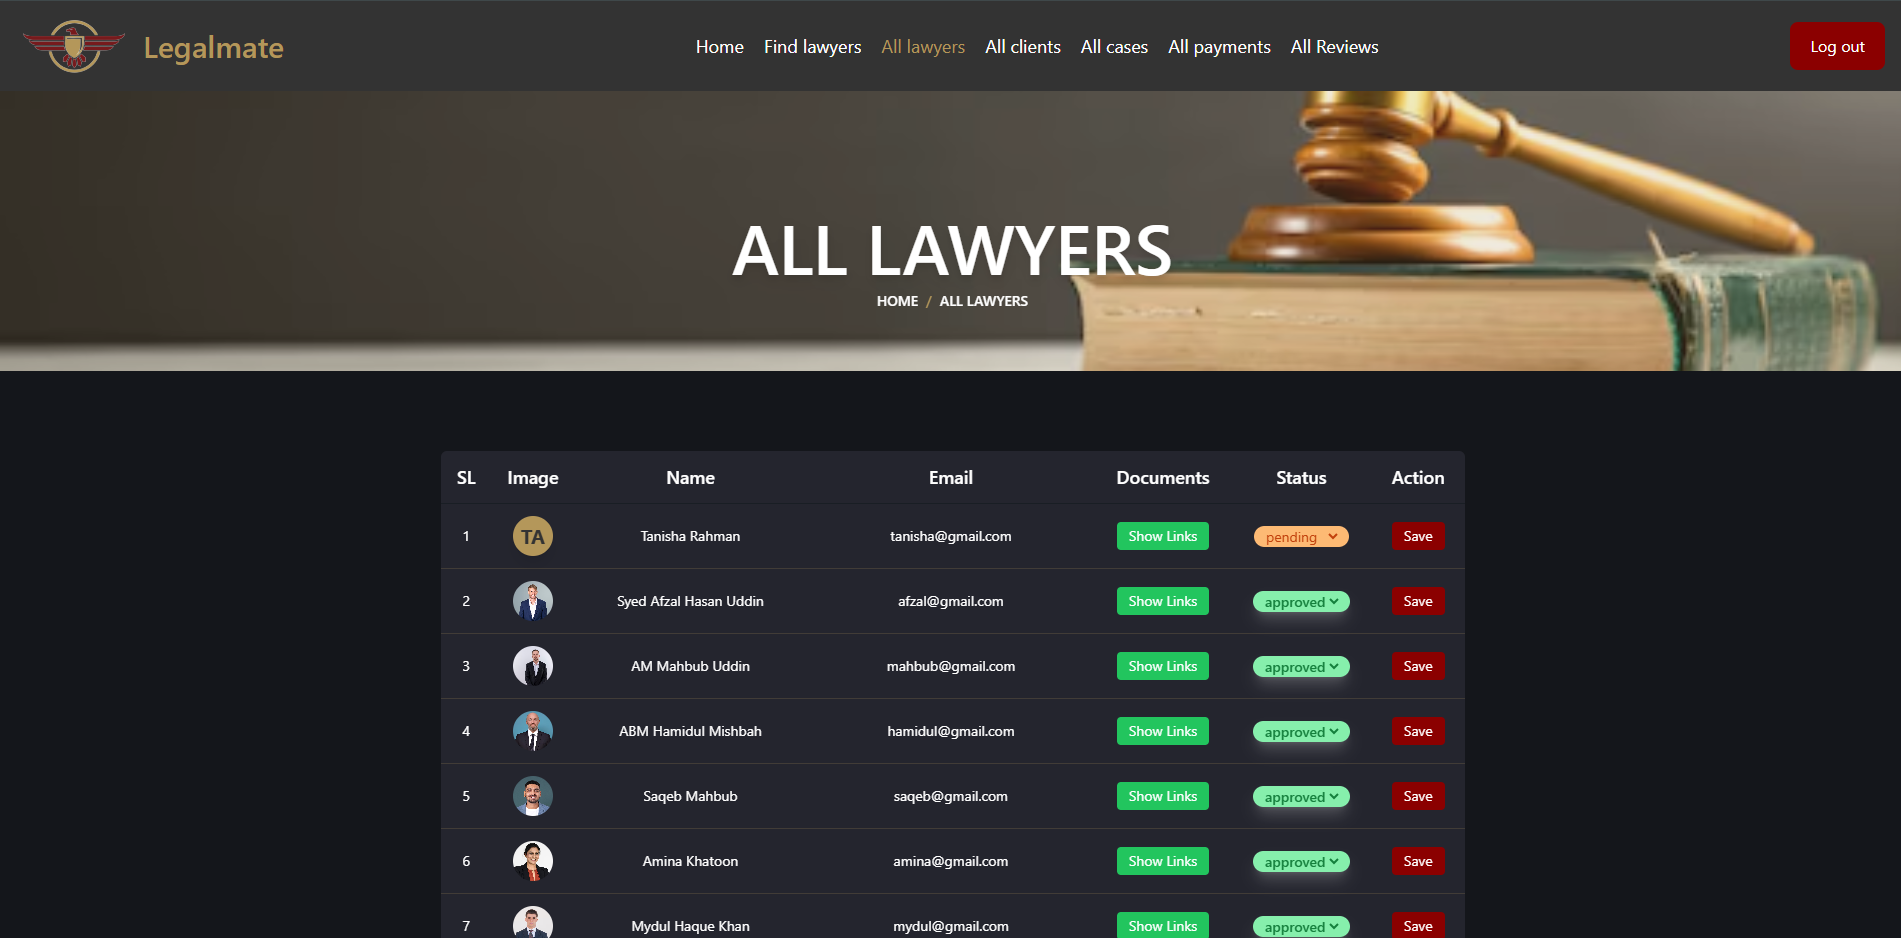 Legalmate
Home Find lawyers All lawyers All clients All cases All payments All Reviews
Log out
ALL LAWYERS
HOME / ALL LAWYERS
SL Image Name Email Documents Status Action
1 TA Tanisha Rahman tanisha@gmail.com Show Links pending Save
2 Syed Afzal Hasan Uddin afzal@gmail.com Show Links approved Save
3 AM Mahbub Uddin mahbub@gmail.com Show Links approved Save
4 ABM Hamidul Mishbah hamidul@gmail.com Show Links approved Save
5 Saqeb Mahbub saqeb@gmail.com Show Links approved Save
6 Amina Khatoon amina@gmail.com Show Links approved Save
7 Mydul Haque Khan mydul@gmail.com Show Links approved Save